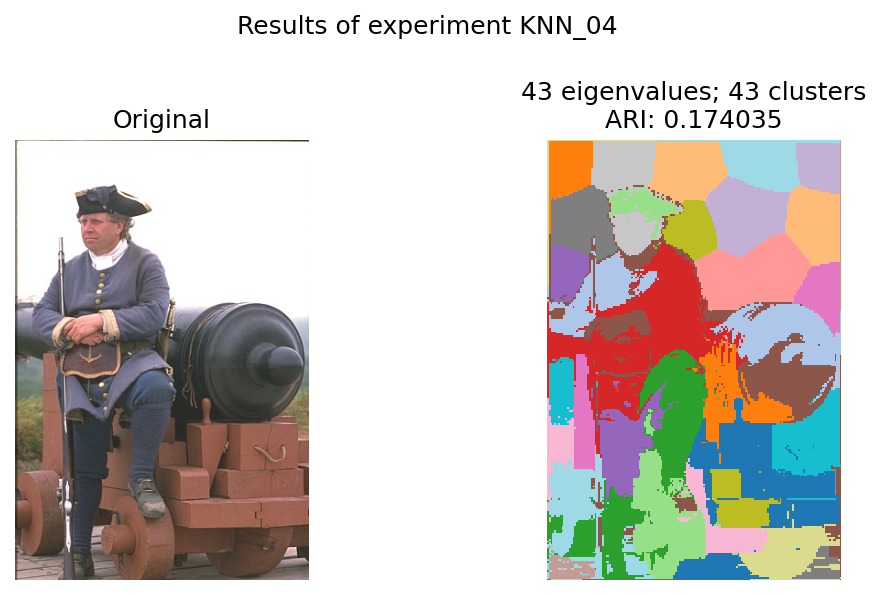 Results of experiment KNN_04
Original
43 eigenvalues; 43 clusters
ARI: 0.174035